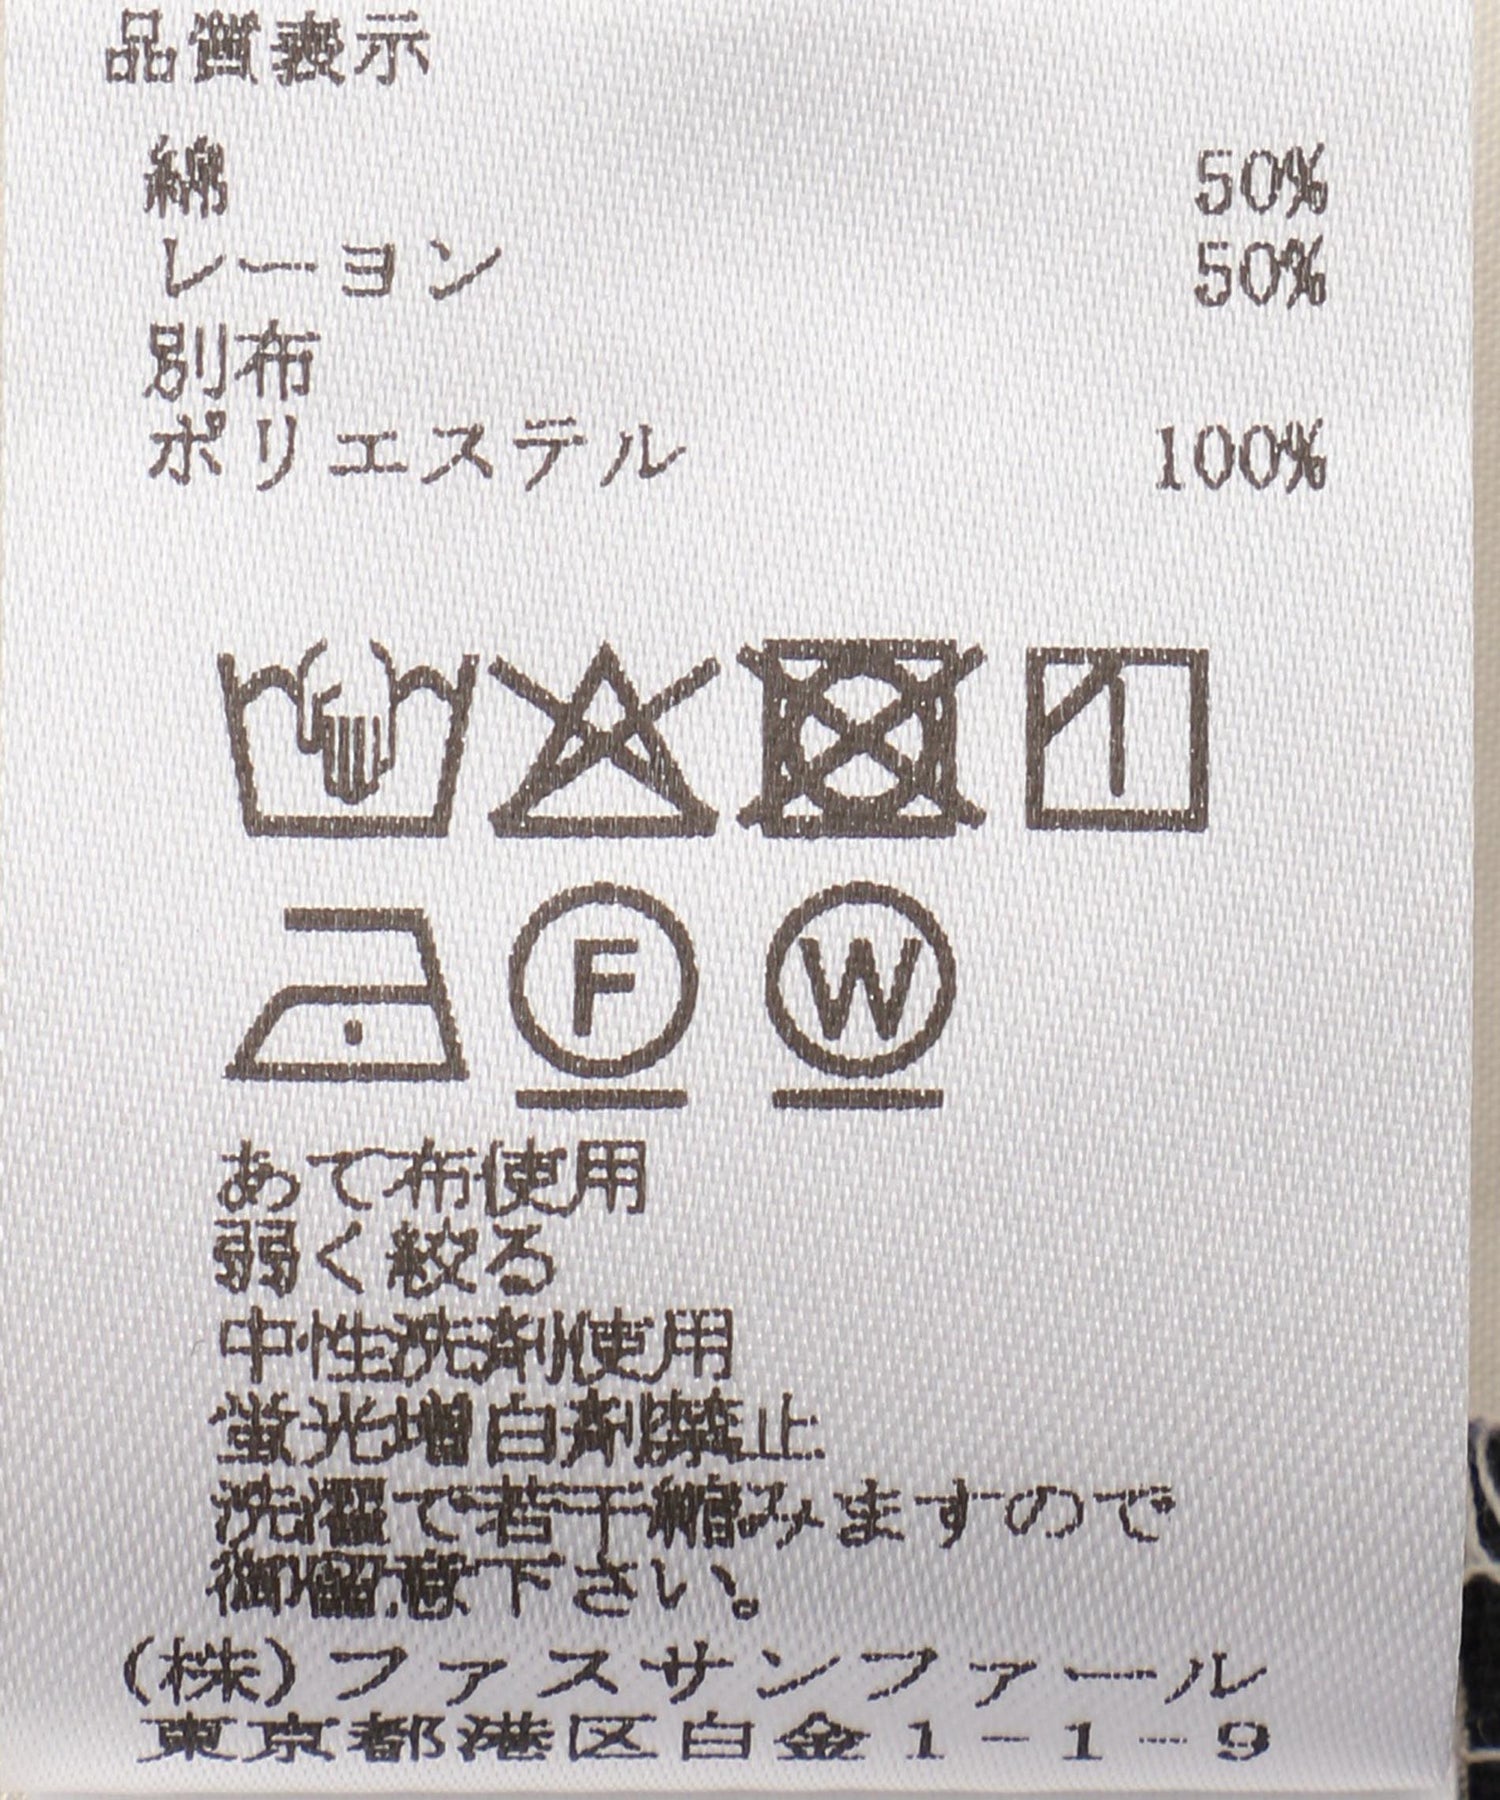 品質表示
綿 50%
レーヨン 50%
別布
ポリエステル 100%
F W
あて布使用
弱く絞る
中性洗剤使用
蛍光増白剤禁止
洗濯で若干縮みますので
御留意下さい。
(株)ファスサンファール
東京都港区白金1-1-9